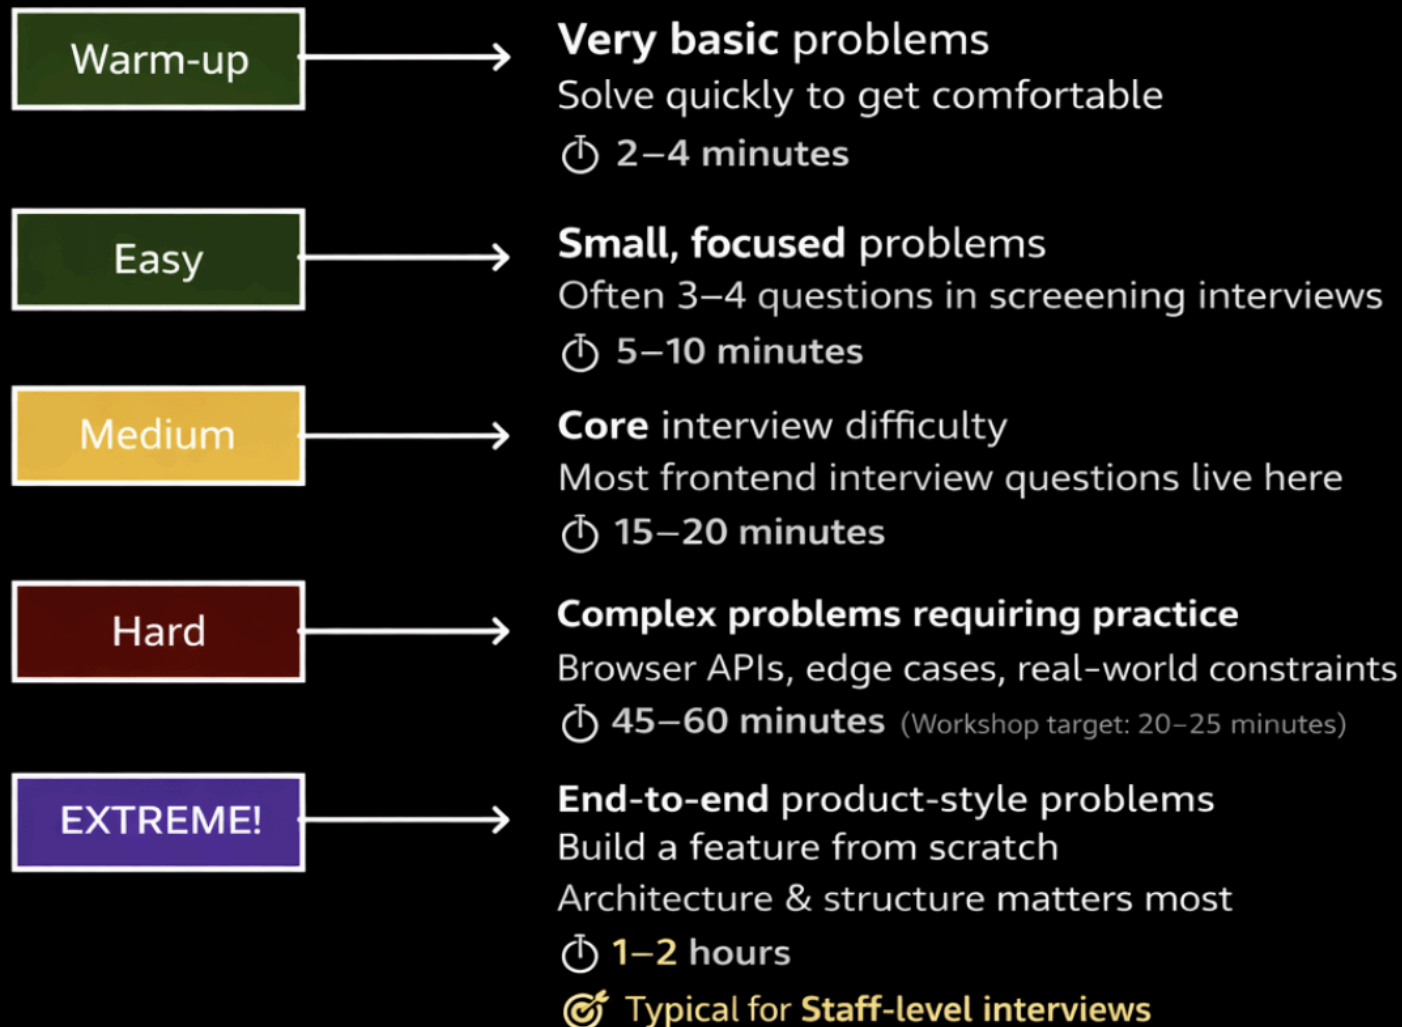 Warm-up
Very basic problems
Solve quickly to get comfortable
2–4 minutes
Easy
Small, focused problems
Often 3–4 questions in screeening interviews
5–10 minutes
Medium
Core interview difficulty
Most frontend interview questions live here
15–20 minutes
Hard
Complex problems requiring practice
Browser APIs, edge cases, real-world constraints
45–60 minutes (Workshop target: 20–25 minutes)
EXTREME!
End-to-end product-style problems
Build a feature from scratch
Architecture & structure matters most
1–2 hours
Typical for Staff-level interviews